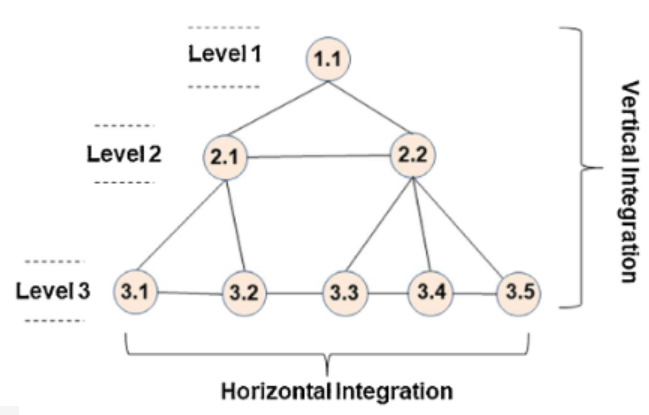 Level 1
1.1
Level 2
2.1
2.2
Level 3
3.1
3.2
3.3
3.4
3.5
Horizontal Integration
Vertical Integration